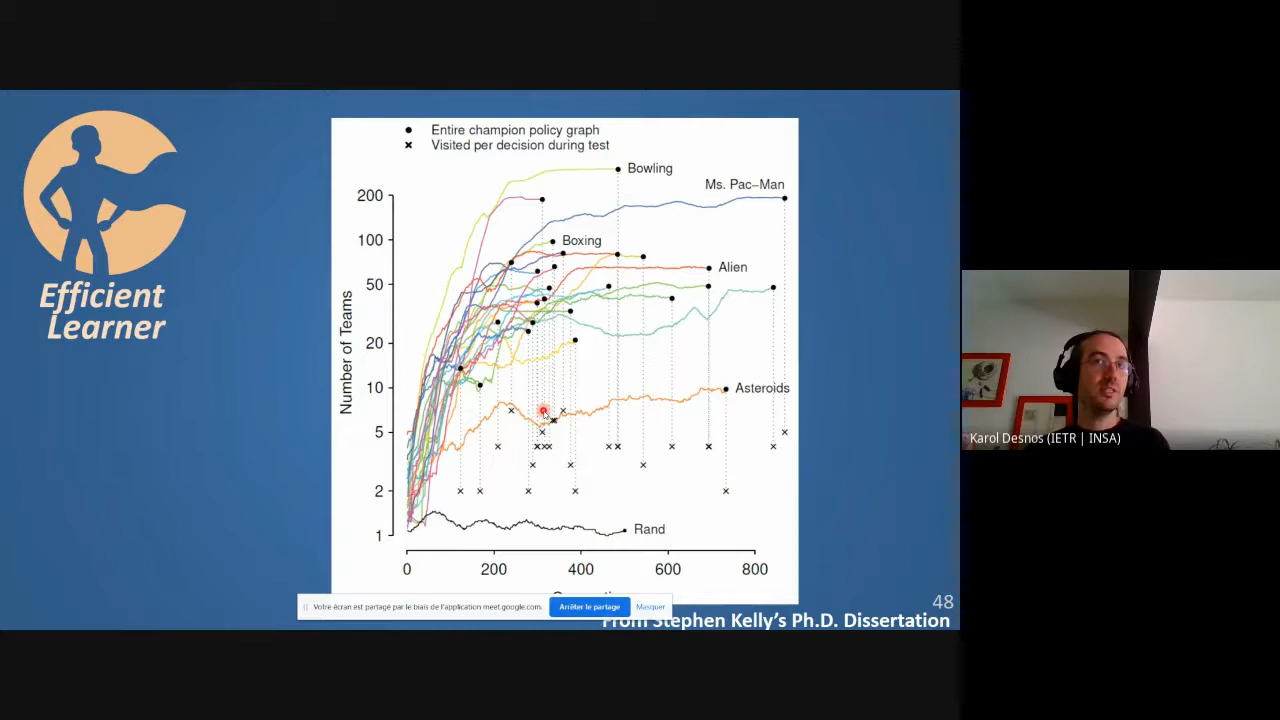 Efficient
Learner
Entire champion policy graph
Visited per decision during test
Bowling
Ms. Pac-Man
Boxing
Alien
Asteroids
Rand
Number of Teams
200
100
50
20
10
5
2
1
0
200
400
600
800
Votre écran est partagé par le biais de l'application meet.google.com.
Arrêter le partage
Masquer
48
From Stephen Kelly's Ph.D. Dissertation
Karol Desnos (IETR | INSA)